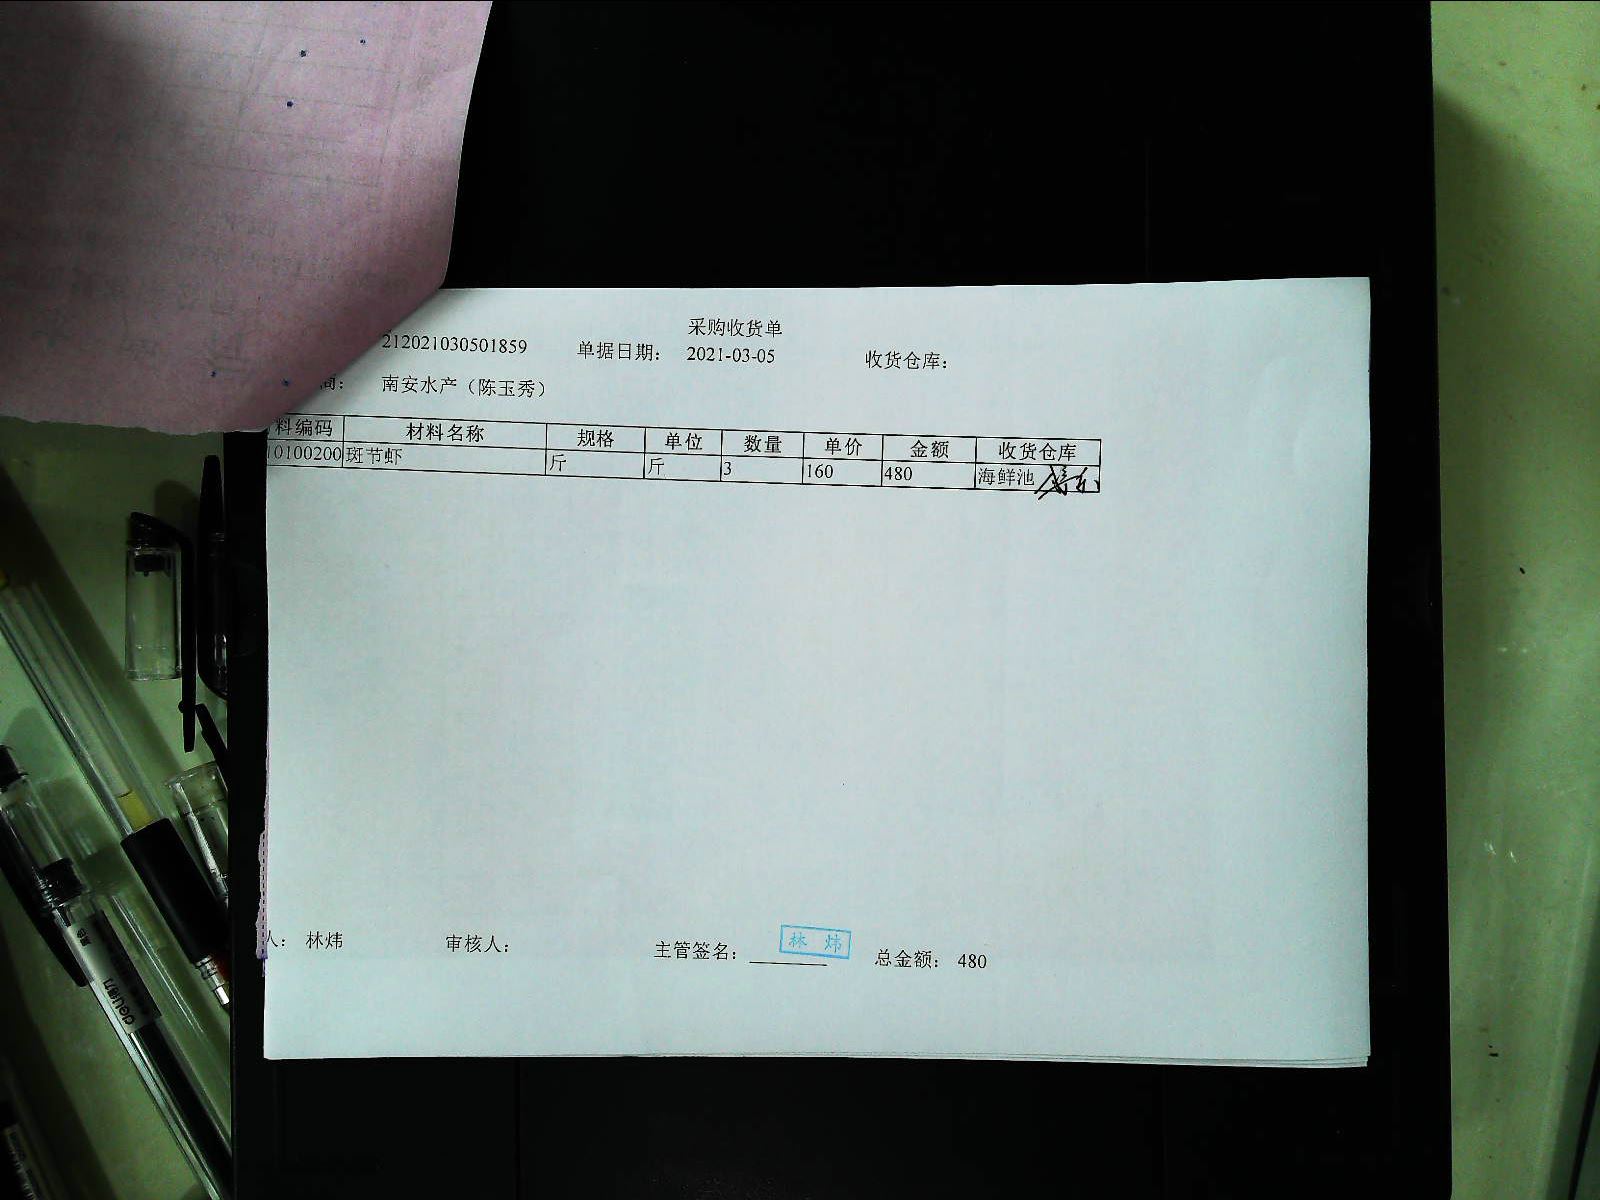 采购收货单
212021030501859 单据日期： 2021-03-05 收货仓库：
间： 南安水产（陈玉秀）
料编码 材料名称 规格 单位 数量 单价 金额 收货仓库
10100200 斑节虾 斤 斤 3 160 480 海鲜池
人： 林炜 审核人： 主管签名： 林 炜 总金额： 480
deli